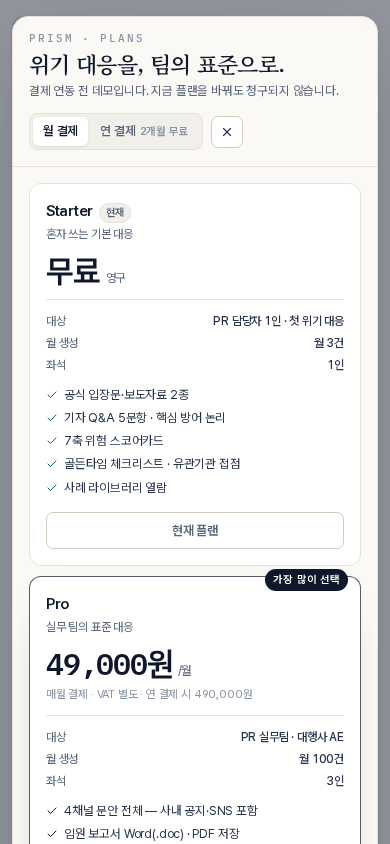 PRISM · PLANS
위기 대응을, 팀의 표준으로.
결제 연동 전 데모입니다. 지금 플랜을 바꿔도 청구되지 않습니다.
월 결제 연 결제 2개월 무료 ×
Starter 현재
혼자 쓰는 기본 대응
무료 영구
대상 PR 담당자 1인 · 첫 위기 대응
월 생성 월 3건
좌석 1인
✓ 공식 입장문·보도자료 2종
✓ 기자 Q&A 5문항 · 핵심 방어 논리
✓ 7축 위험 스코어카드
✓ 골든타임 체크리스트 · 유관기관 접점
✓ 사례 라이브러리 열람
현재 플랜
가장 많이 선택
Pro
실무 팀의 표준 대응
49,000원 /월
매월 결제 · VAT 별도 · 연 결제 시 490,000원
대상 PR 실무팀 · 대행사 AE
월 생성 월 100건
좌석 3인
✓ 4채널 문안 전체 — 사내 공지·SNS 포함
✓ 임원 보고서 Word(.doc) · PDF 저장